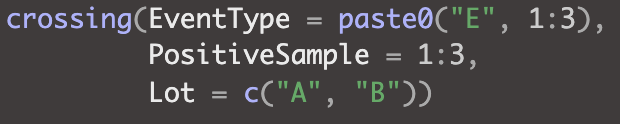 crossing(EventType = paste0("E", 1:3),
         PositiveSample = 1:3,
         Lot = c("A", "B"))